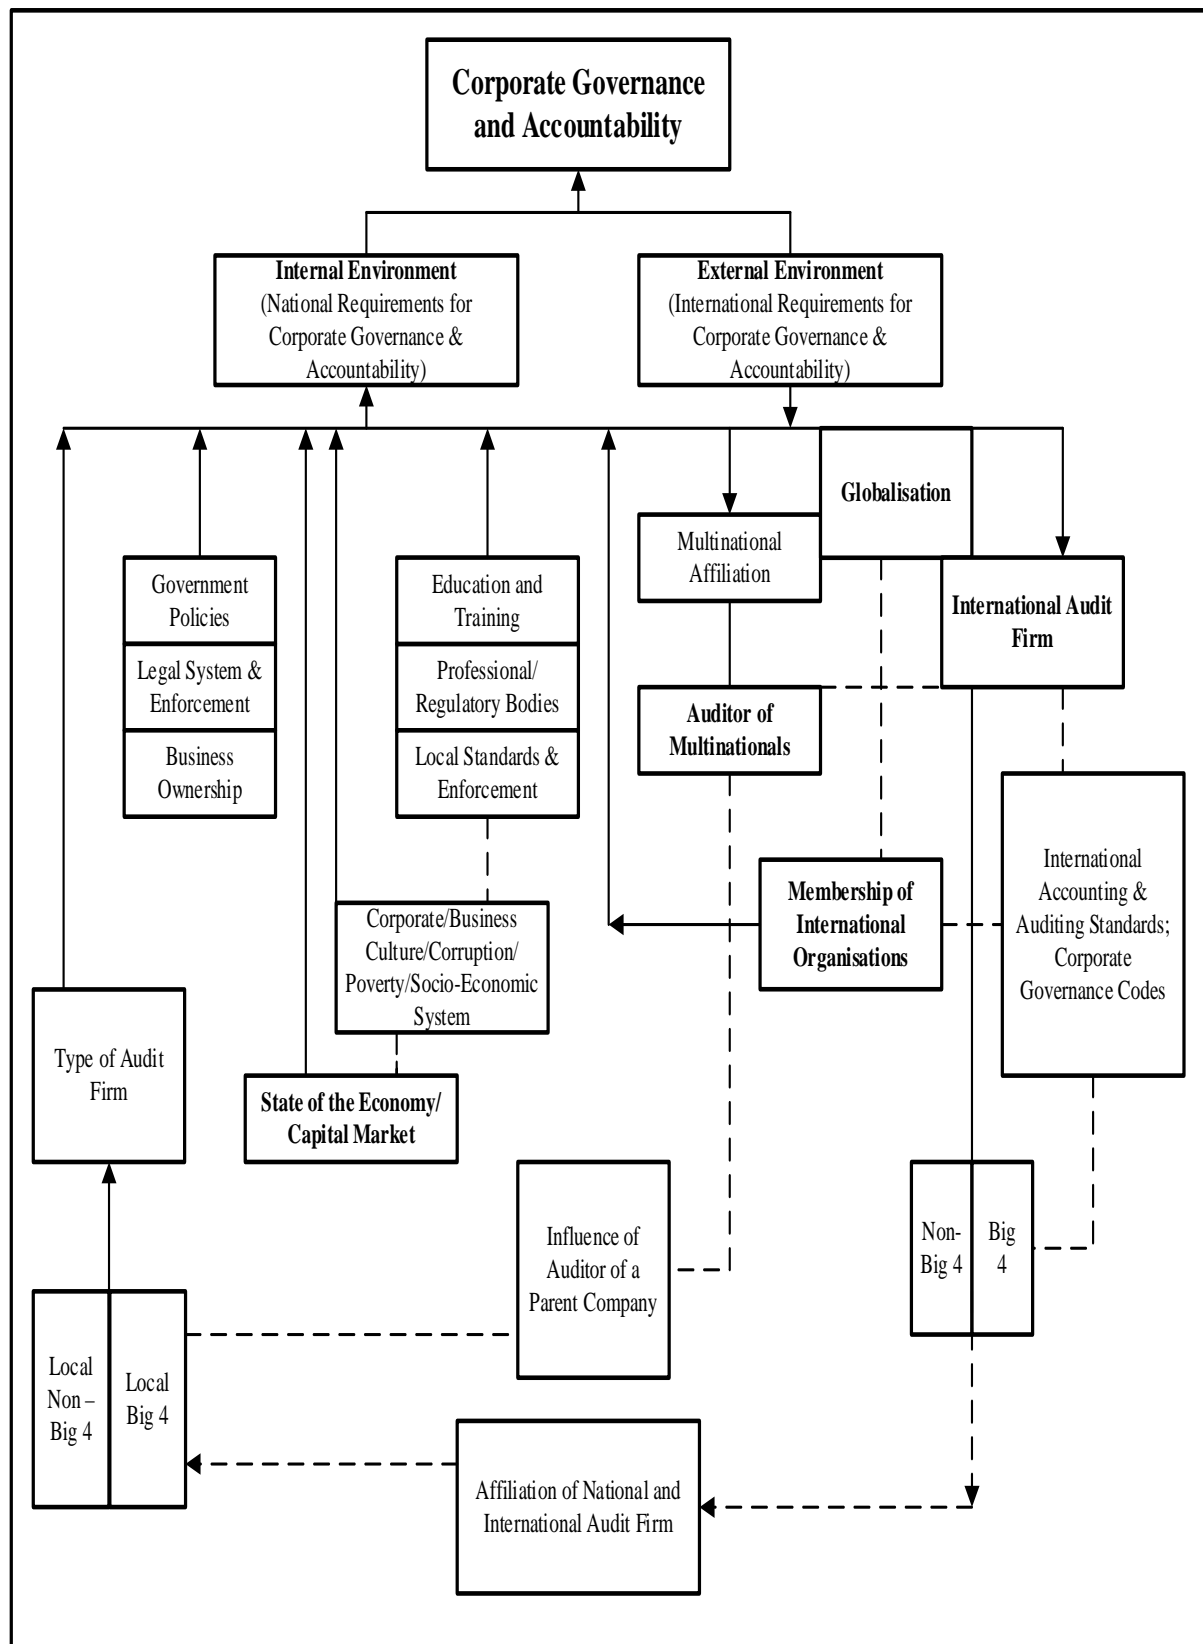 Corporate Governance
and Accountability
Internal Environment
(National Requirements for
Corporate Governance &
Accountability)
External Environment
(International Requirements for
Corporate Governance &
Accountability)
Globalisation
Multinational
Affiliation
International Audit
Firm
Government
Policies
Legal System &
Enforcement
Business
Ownership
Education and
Training
Professional/
Regulatory Bodies
Local Standards &
Enforcement
Auditor of
Multinationals
International
Accounting &
Auditing Standards;
Corporate
Governance Codes
Membership of
International
Organisations
Corporate/Business
Culture/Corruption/
Poverty/Socio-Economic
System
Type of Audit
Firm
State of the Economy/
Capital Market
Influence of
Auditor of a
Parent Company
Non-
Big 4
Big
4
Local
Non –
Big 4
Local
Big 4
Affiliation of National and
International Audit Firm